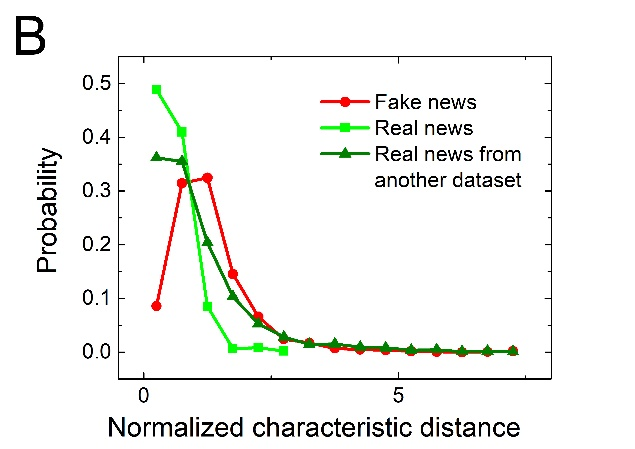 B
0.5
0.4
0.3
0.2
0.1
0.0
Probability
Fake news
Real news
Real news from
another dataset
0
5
Normalized characteristic distance